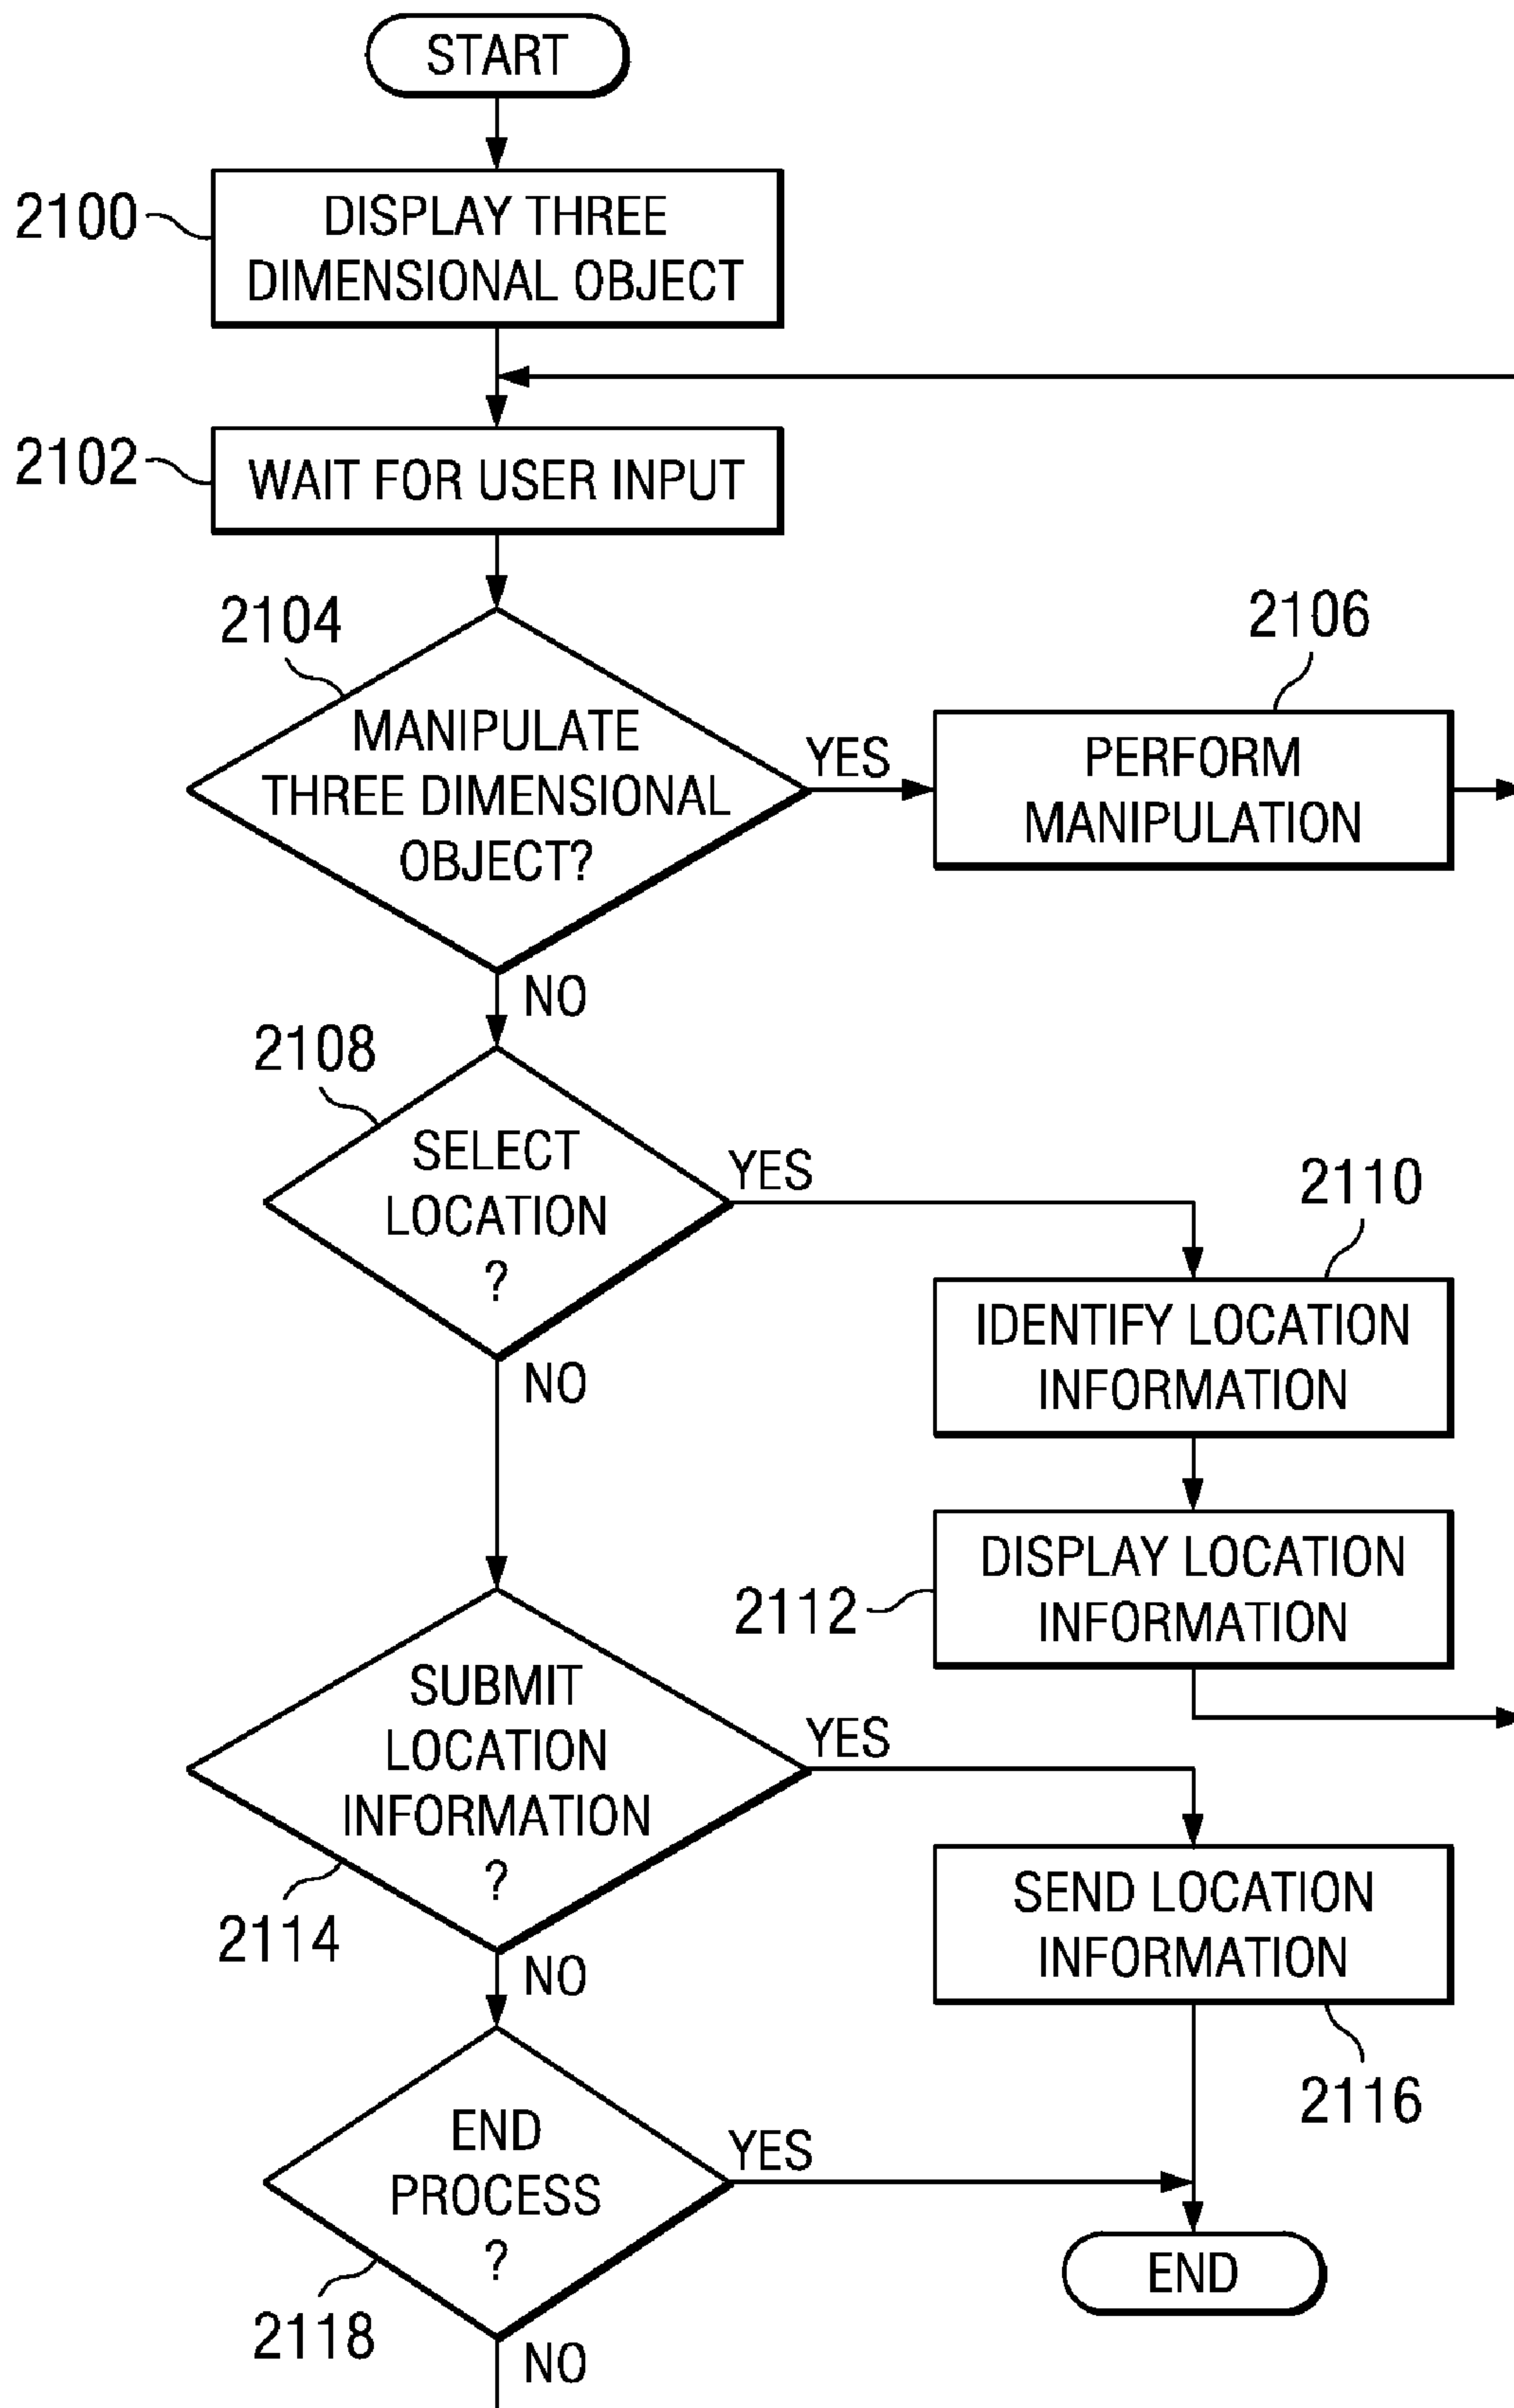 START
2100
DISPLAY THREE
DIMENSIONAL OBJECT
2102
WAIT FOR USER INPUT
2104
MANIPULATE
THREE DIMENSIONAL
OBJECT?
YES
2106
PERFORM
MANIPULATION
NO
2108
SELECT
LOCATION
?
YES
2110
IDENTIFY LOCATION
INFORMATION
NO
2112
DISPLAY LOCATION
INFORMATION
SUBMIT
LOCATION
INFORMATION
?
YES
2114
SEND LOCATION
INFORMATION
2116
NO
END
PROCESS
?
YES
2118
END
NO